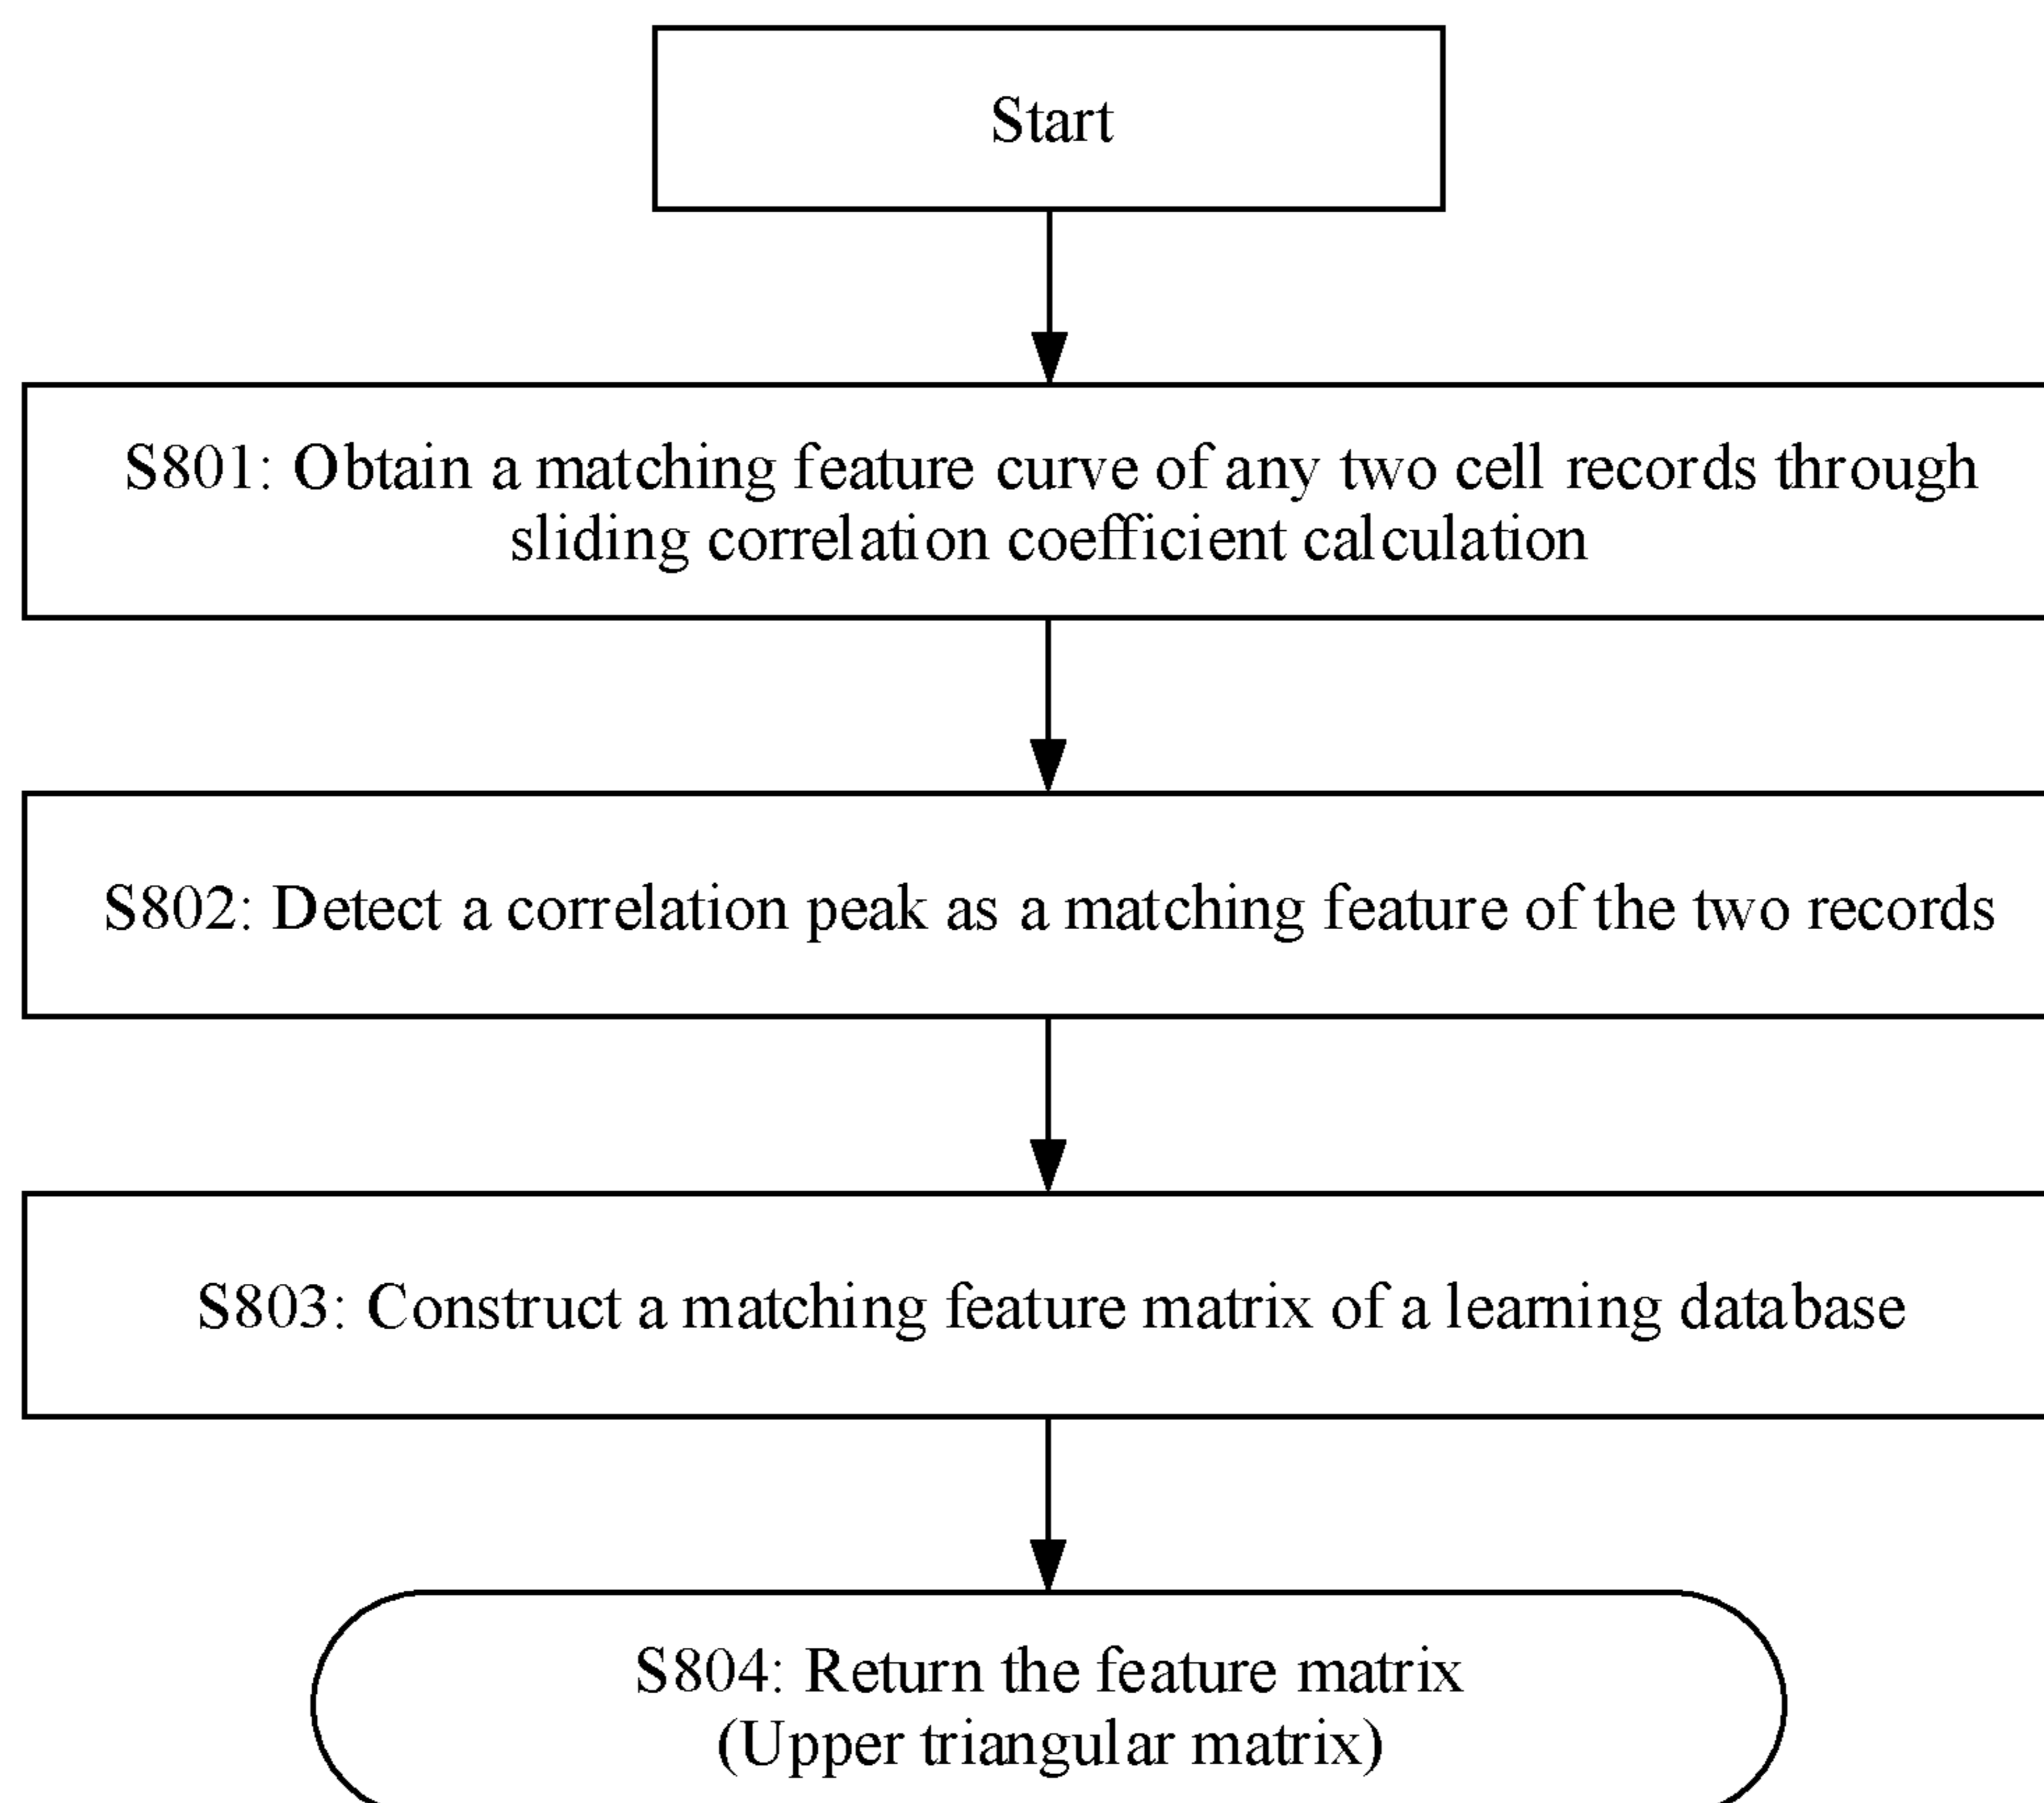 Start
S801: Obtain a matching feature curve of any two cell records through
sliding correlation coefficient calculation
S802: Detect a correlation peak as a matching feature of the two records
S803: Construct a matching feature matrix of a learning database
S804: Return the feature matrix
(Upper triangular matrix)